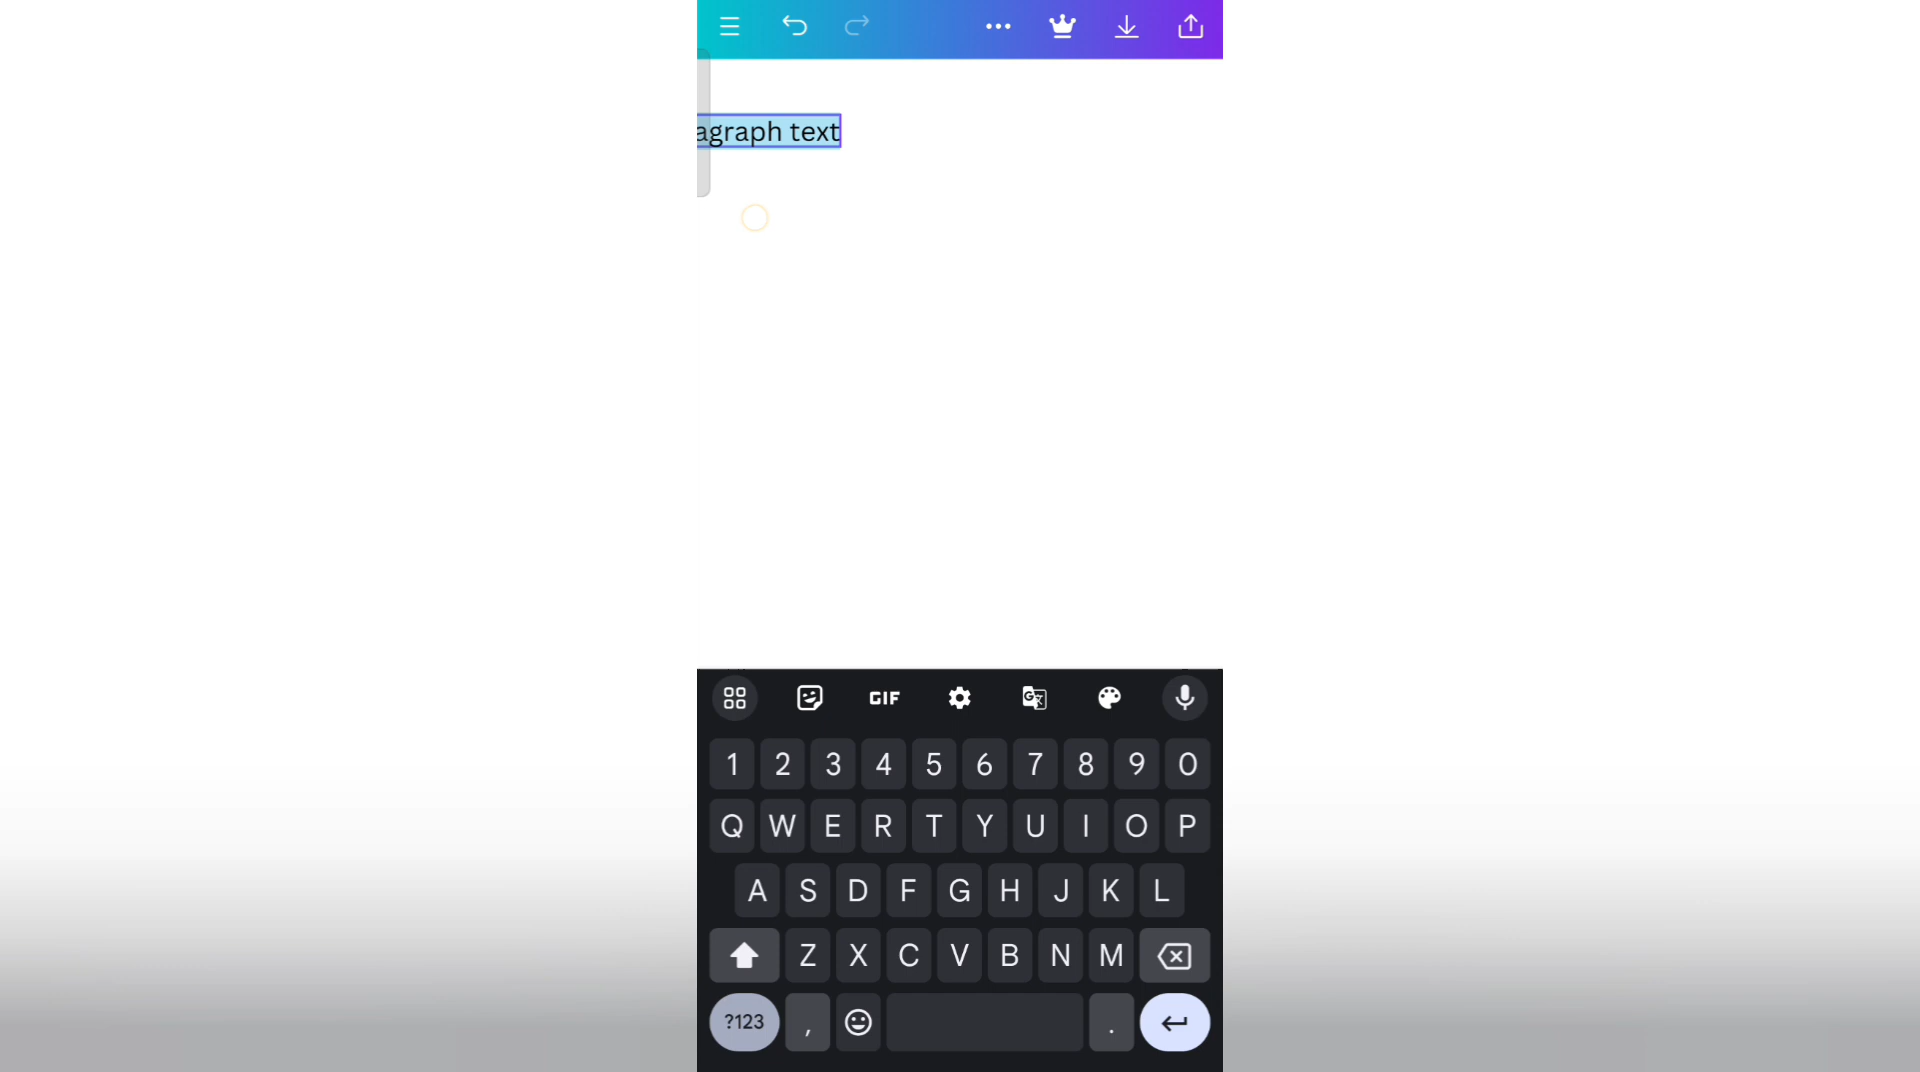 agraph text
GIF
1 2 3 4 5 6 7 8 9 0
Q W E R T Y U I O P
A S D F G H J K L
Z X C V B N M
?123 , .